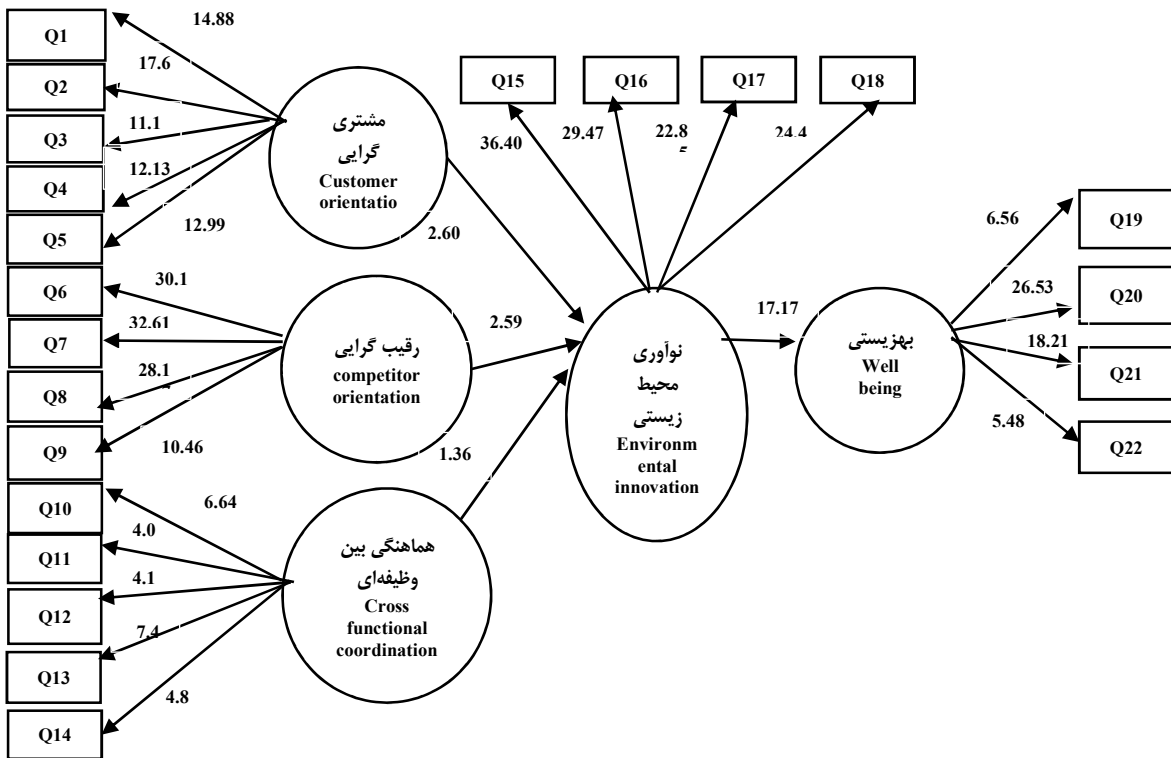 Q1
Q2
Q3
Q4
Q5
Q6
Q7
Q8
Q9
Q10
Q11
Q12
Q13
Q14
14.88
17.6
11.1
12.13
12.99
30.1
32.61
28.1
10.46
6.64
4.0
4.1
7.4
4.8
مشتری
گرایی
Customer
orientatio
رقیب گرایی
competitor
orientation
هماهنگی بین
وظیفه‌ای
Cross
functional
coordination
2.60
2.59
1.36
Q15
Q16
Q17
Q18
36.40
29.47
22.8
24.4
نوآوری
محیط
زیستی
Environm
ental
innovation
17.17
بهزیستی
Well
being
6.56
26.53
18.21
5.48
Q19
Q20
Q21
Q22